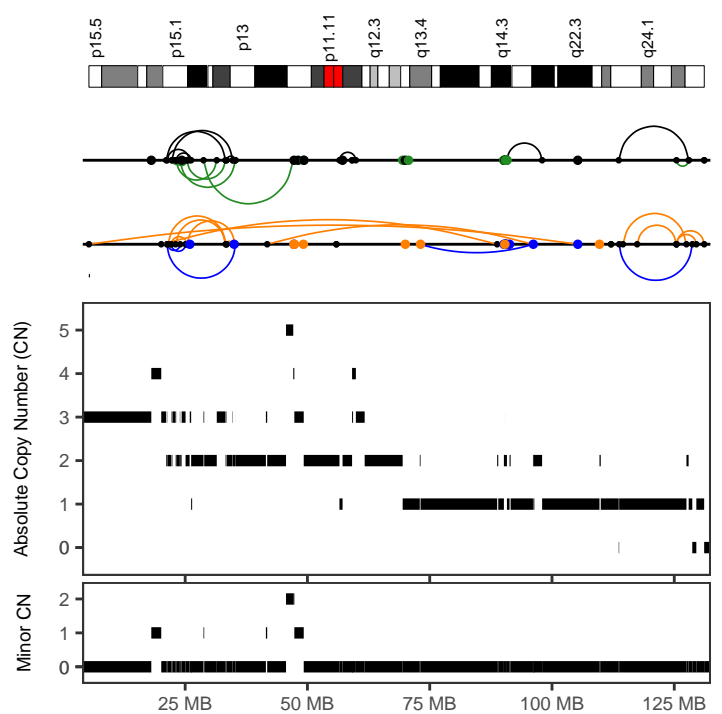 p15.5 p15.1 p13 p11.11 q12.3 q13.4 q14.3 q22.3 q24.1
Absolute Copy Number (CN)
5
4
3
2
1
0
Minor CN
2
1
0
25 MB 50 MB 75 MB 100 MB 125 MB